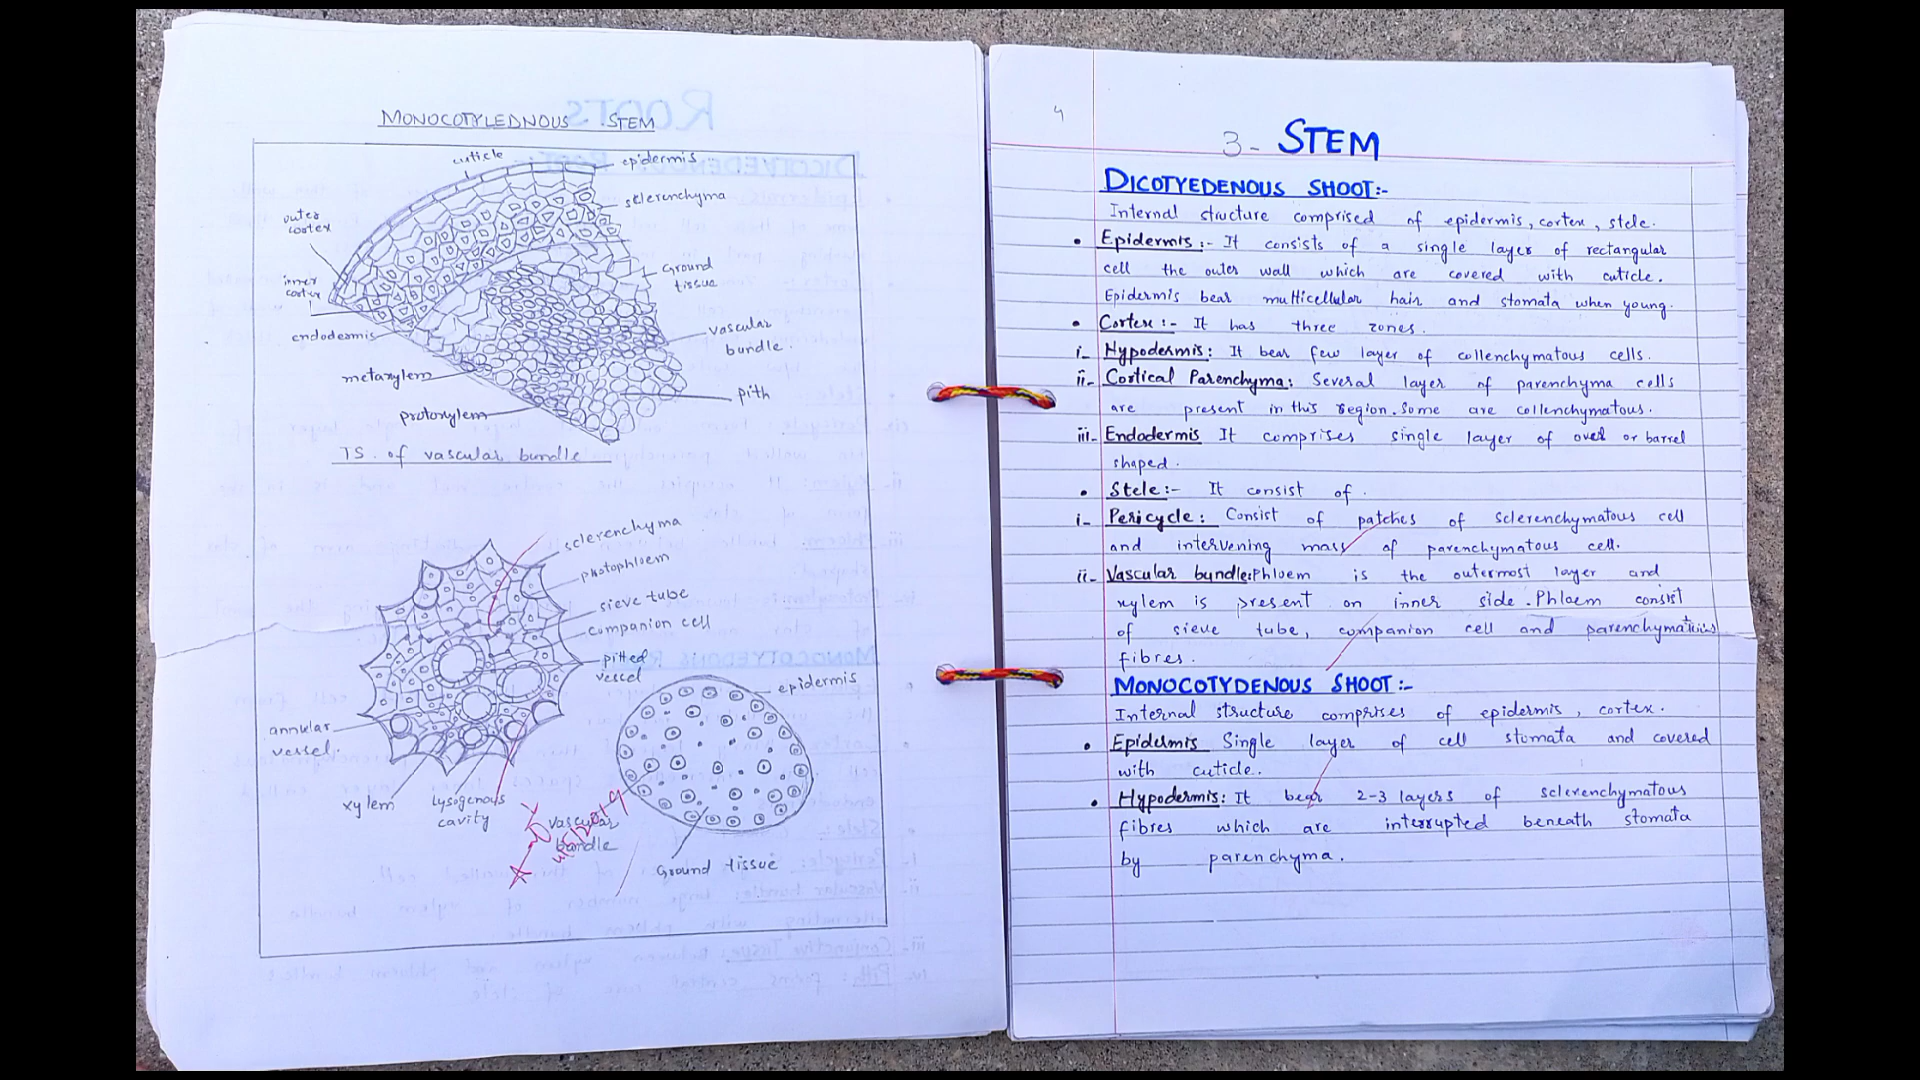 MONOCOTYLEDNOUS STEM
cuticle
epidermis
sclerenchyma
outer
cortex
Ground
tissue
inner
cortex
endodermis
vascular
bundle.
metaxylem
pith
protoxylem
TS. of vascular bundle
sclerenchyma
photophloem
sieve tube
companion cell
pitted
vessel
epidermis
annular
vessel.
xylem
lysogenous
cavity
vascular
bundle
Ground tissue
4
3- STEM
DICOTYEDENOUS SHOOT:-
Internal structure comprised of epidermis, cortex, stele.
• Epidermis:- It consists of a single layer of rectangular
cell the outer wall which are covered with cuticle.
Epidermis bear multicellular hair and stomata when young.
• Cortex:- It has three zones.
i- Hypodermis: It bear few layer of collenchymatous cells.
ii- Cortical Parenchyma: Several layer of parenchyma cells
are present in this region. Some are collenchymatous.
iii- Endodermis It comprises single layer of oval or barrel
shaped.
• Stele:- It consist of.
i- Pericycle: Consist of patches of sclerenchymatous cell
and intervening mass of parenchymatous cell.
ii- Vascular bundle: Phloem is the outermost layer and
xylem is present on inner side. Phloem consist
of sieve tube, companion cell and parenchymatous
fibres.
MONOCOTYDENOUS SHOOT:-
Internal structure comprises of epidermis, cortex.
• Epidermis Single layer of cell stomata and covered
with cuticle.
• Hypodermis: It bear 2-3 layers of sclerenchymatous
fibres which are interrupted beneath stomata
by parenchyma.